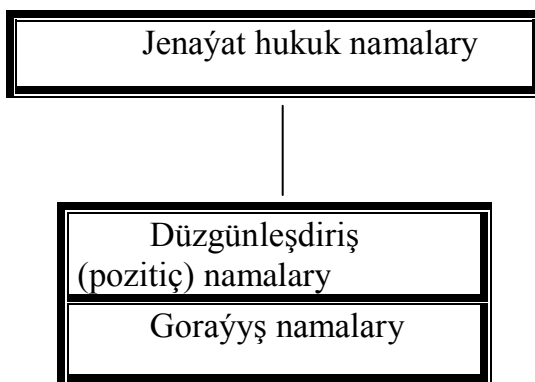 Jenaýat hukuk namalary
Düzgünleşdiriş
(pozitiç) namalary
Goraýyş namalary